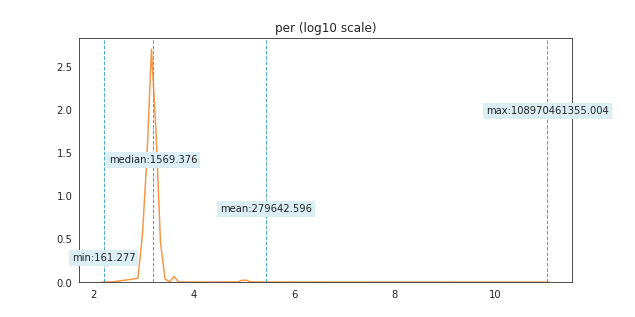 per (log10 scale)
2.5
2.0
max:108970461355.004
1.5
median:1569.376
1.0
mean:279642.596
0.5
min:161.277
0.0
2 4 6 8 10